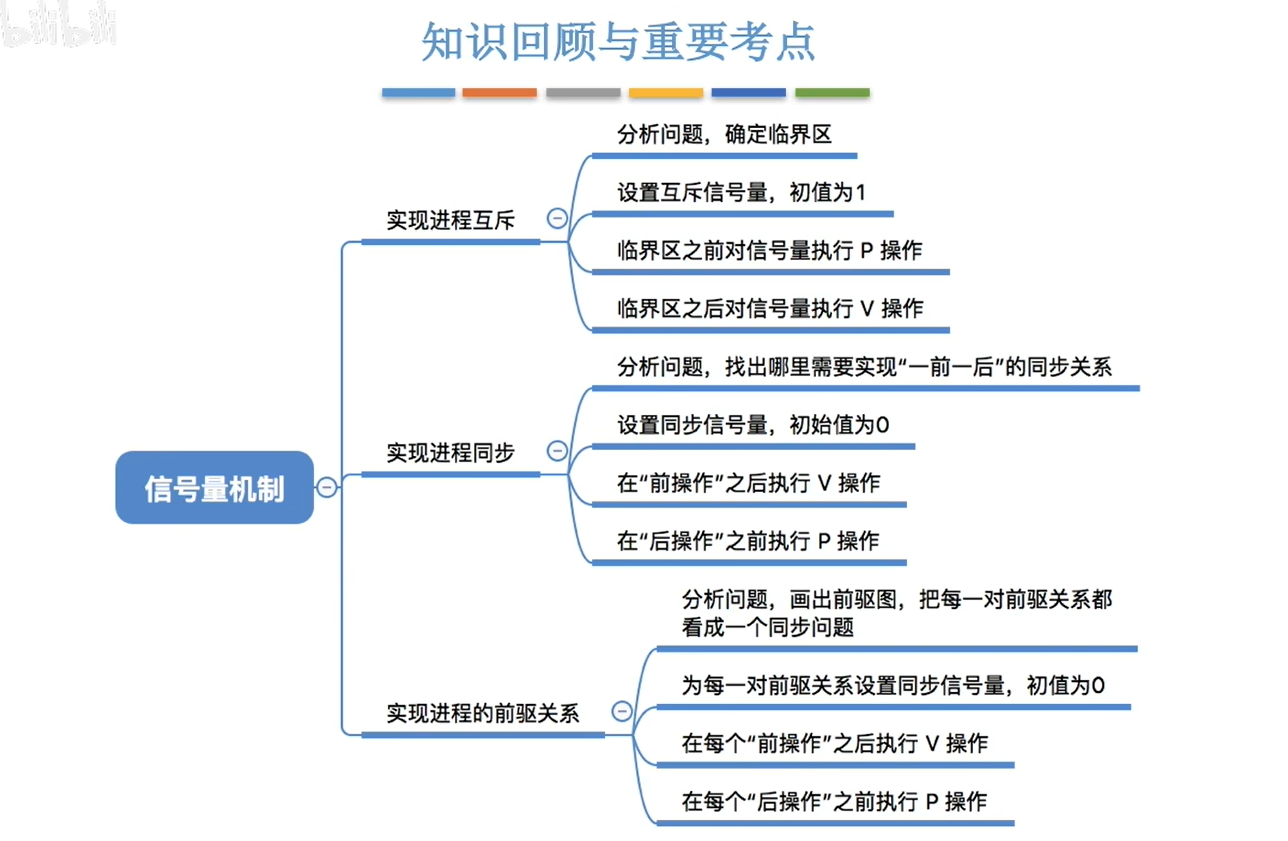 bilibili
知识回顾与重要考点
分析问题，确定临界区
设置互斥信号量，初值为1
实现进程互斥
临界区之前对信号量执行 P 操作
临界区之后对信号量执行 V 操作
分析问题，找出哪里需要实现“一前一后”的同步关系
设置同步信号量，初始值为0
实现进程同步
在“前操作”之后执行 V 操作
信号量机制
在“后操作”之前执行 P 操作
分析问题，画出前驱图，把每一对前驱关系都
看成一个同步问题
为每一对前驱关系设置同步信号量，初值为0
实现进程的前驱关系
在每个“前操作”之后执行 V 操作
在每个“后操作”之前执行 P 操作